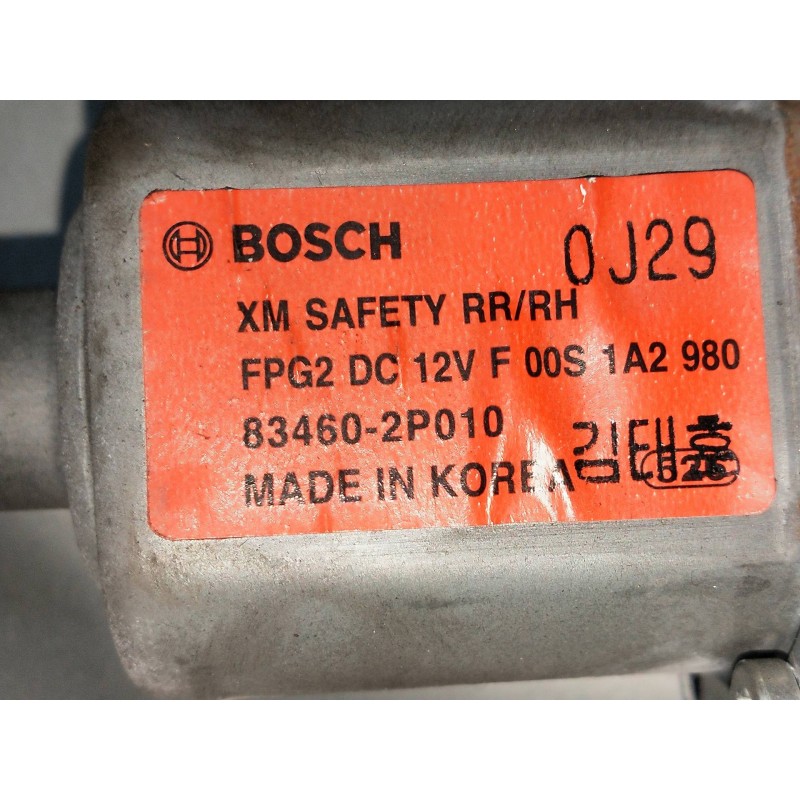 BOSCH 0J29
XM SAFETY RR/RH
FPG2 DC 12V F 00S 1A2 980
83460-2P010
MADE IN KOREA 김태홍